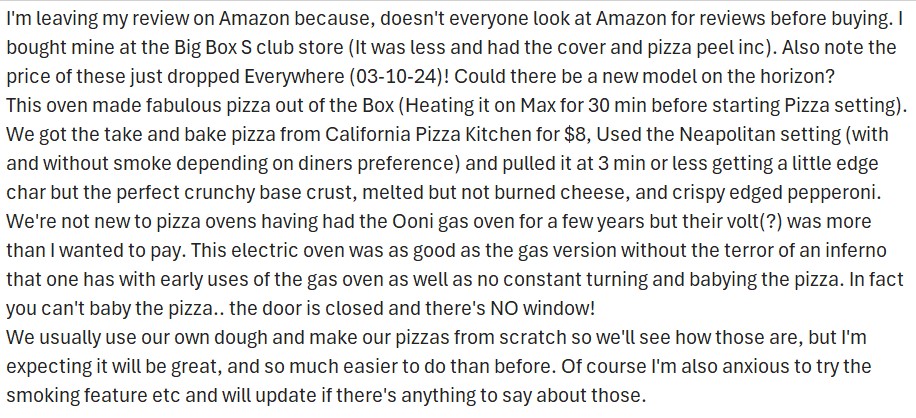 I'm leaving my review on Amazon because, doesn't everyone look at Amazon for reviews before buying. I
bought mine at the Big Box S club store (It was less and had the cover and pizza peel inc). Also note the
price of these just dropped Everywhere (03-10-24)! Could there be a new model on the horizon?
This oven made fabulous pizza out of the Box (Heating it on Max for 30 min before starting Pizza setting).
We got the take and bake pizza from California Pizza Kitchen for $8, Used the Neapolitan setting (with
and without smoke depending on diners preference) and pulled it at 3 min or less getting a little edge
char but the perfect crunchy base crust, melted but not burned cheese, and crispy edged pepperoni.
We're not new to pizza ovens having had the Ooni gas oven for a few years but their volt(?) was more
than I wanted to pay. This electric oven was as good as the gas version without the terror of an inferno
that one has with early uses of the gas oven as well as no constant turning and babying the pizza. In fact
you can't baby the pizza.. the door is closed and there's NO window!
We usually use our own dough and make our pizzas from scratch so we'll see how those are, but I'm
expecting it will be great, and so much easier to do than before. Of course I'm also anxious to try the
smoking feature etc and will update if there's anything to say about those.